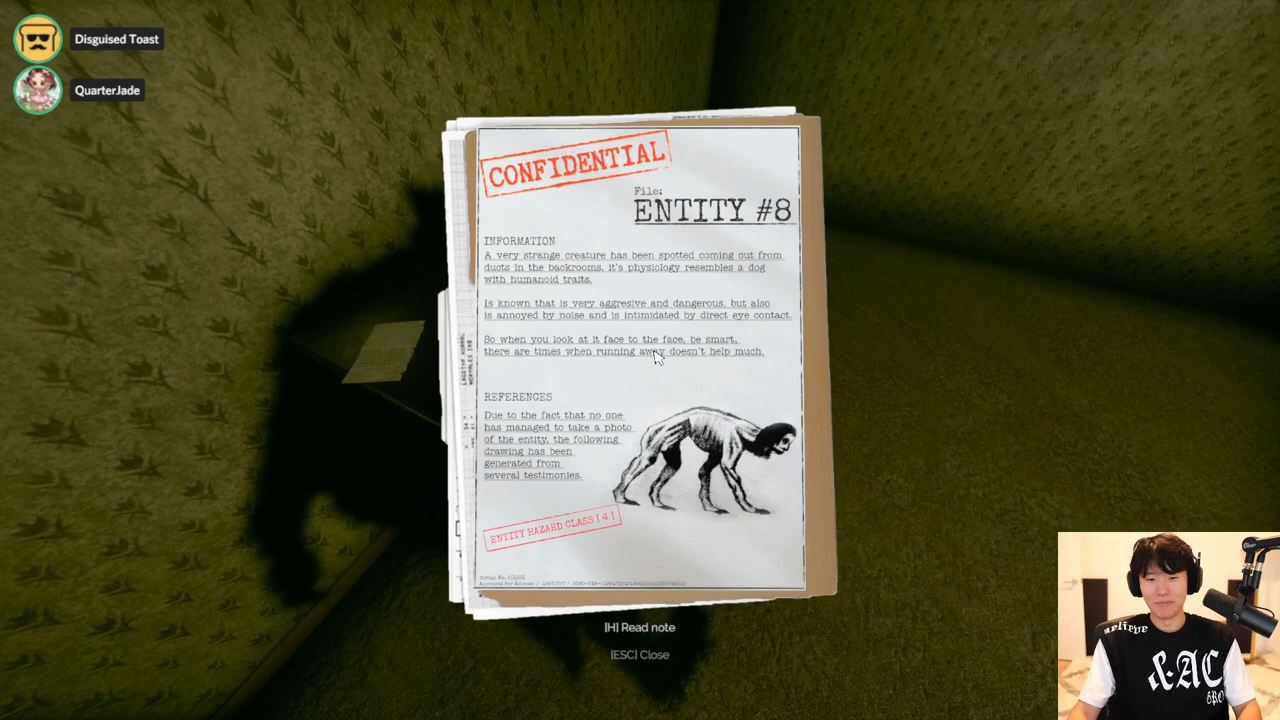 Disguised Toast
QuarterJade
CONFIDENTIAL
File:
ENTITY #8
INFORMATION
A very strange creature has been spotted coming out from
ducts in the backrooms, it's physiology resembles a dog
with humanoid traits.
Is known that is very aggresive and dangerous, but also
is annoyed by noise and is intimidated by direct eye contact.
So when you look at it face to the face, be smart,
there are times when running away doesn't help much.
REFERENCES
Due to the fact that no one
has managed to take a photo
of the entity, the following
drawing has been
generated from
several testimonies.
ENTITY HAZARD CLASS [ 4 ]
[H] Read note
[ESC] Close
&AC